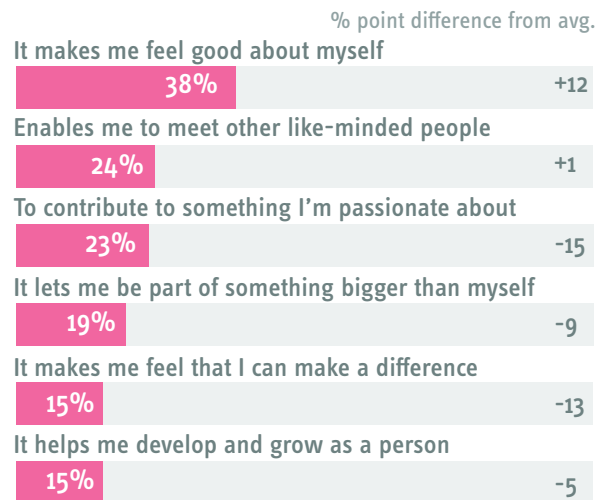 % point difference from avg.
It makes me feel good about myself
38% +12
Enables me to meet other like-minded people
24% +1
To contribute to something I’m passionate about
23% -15
It lets me be part of something bigger than myself
19% -9
It makes me feel that I can make a difference
15% -13
It helps me develop and grow as a person
15% -5